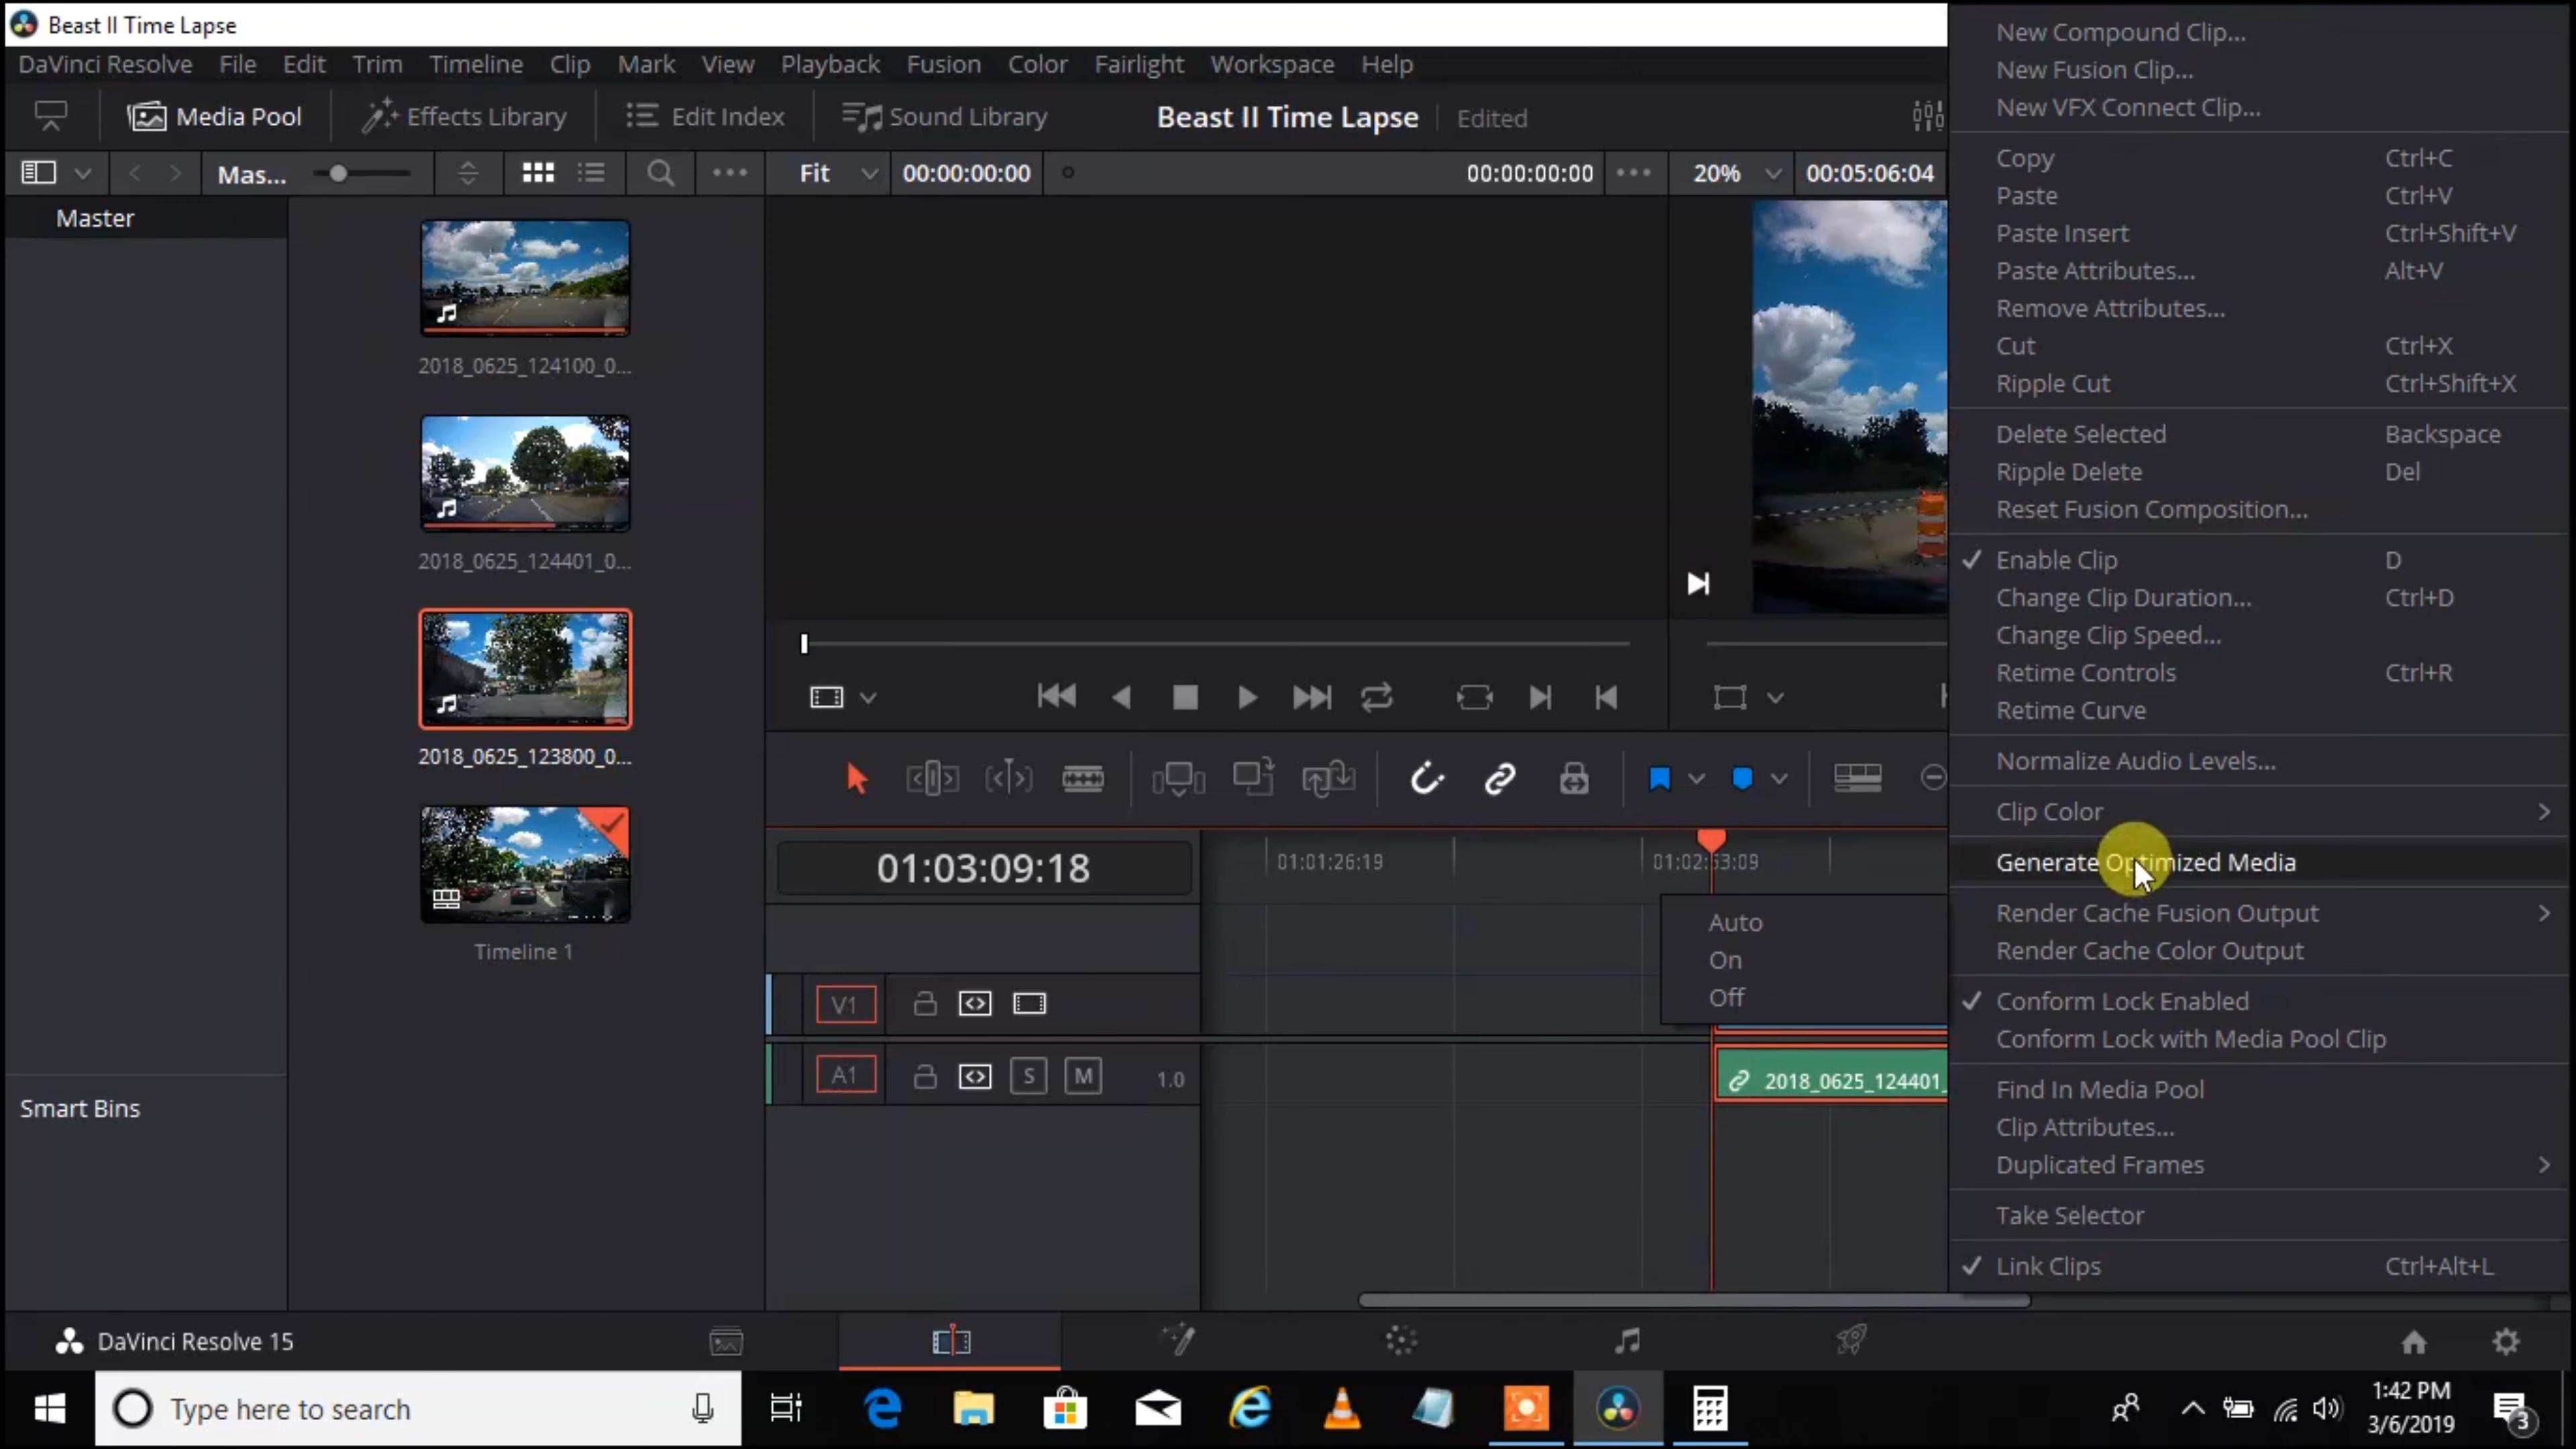 Beast II Time Lapse
DaVinci Resolve File Edit Trim Timeline Clip Mark View Playback Fusion Color Fairlight Workspace Help
Media Pool Effects Library Edit Index Sound Library Beast II Time Lapse Edited
Mas... Fit 00:00:00:00 00:00:00:00 20% 00:05:06:04
Master
2018_0625_124100_0...
2018_0625_124401_0...
2018_0625_123800_0...
Timeline 1
Smart Bins
01:03:09:18
01:01:26:19 01:02:53:09
V1
A1 S M 1.0
2018_0625_124401_
Auto
On
Off
New Compound Clip...
New Fusion Clip...
New VFX Connect Clip...
Copy Ctrl+C
Paste Ctrl+V
Paste Insert Ctrl+Shift+V
Paste Attributes... Alt+V
Remove Attributes...
Cut Ctrl+X
Ripple Cut Ctrl+Shift+X
Delete Selected Backspace
Ripple Delete Del
Reset Fusion Composition...
Enable Clip D
Change Clip Duration... Ctrl+D
Change Clip Speed...
Retime Controls Ctrl+R
Retime Curve
Normalize Audio Levels...
Clip Color
Generate Optimized Media
Render Cache Fusion Output
Render Cache Color Output
Conform Lock Enabled
Conform Lock with Media Pool Clip
Find In Media Pool
Clip Attributes...
Duplicated Frames
Take Selector
Link Clips Ctrl+Alt+L
DaVinci Resolve 15
Type here to search
1:42 PM
3/6/2019
3